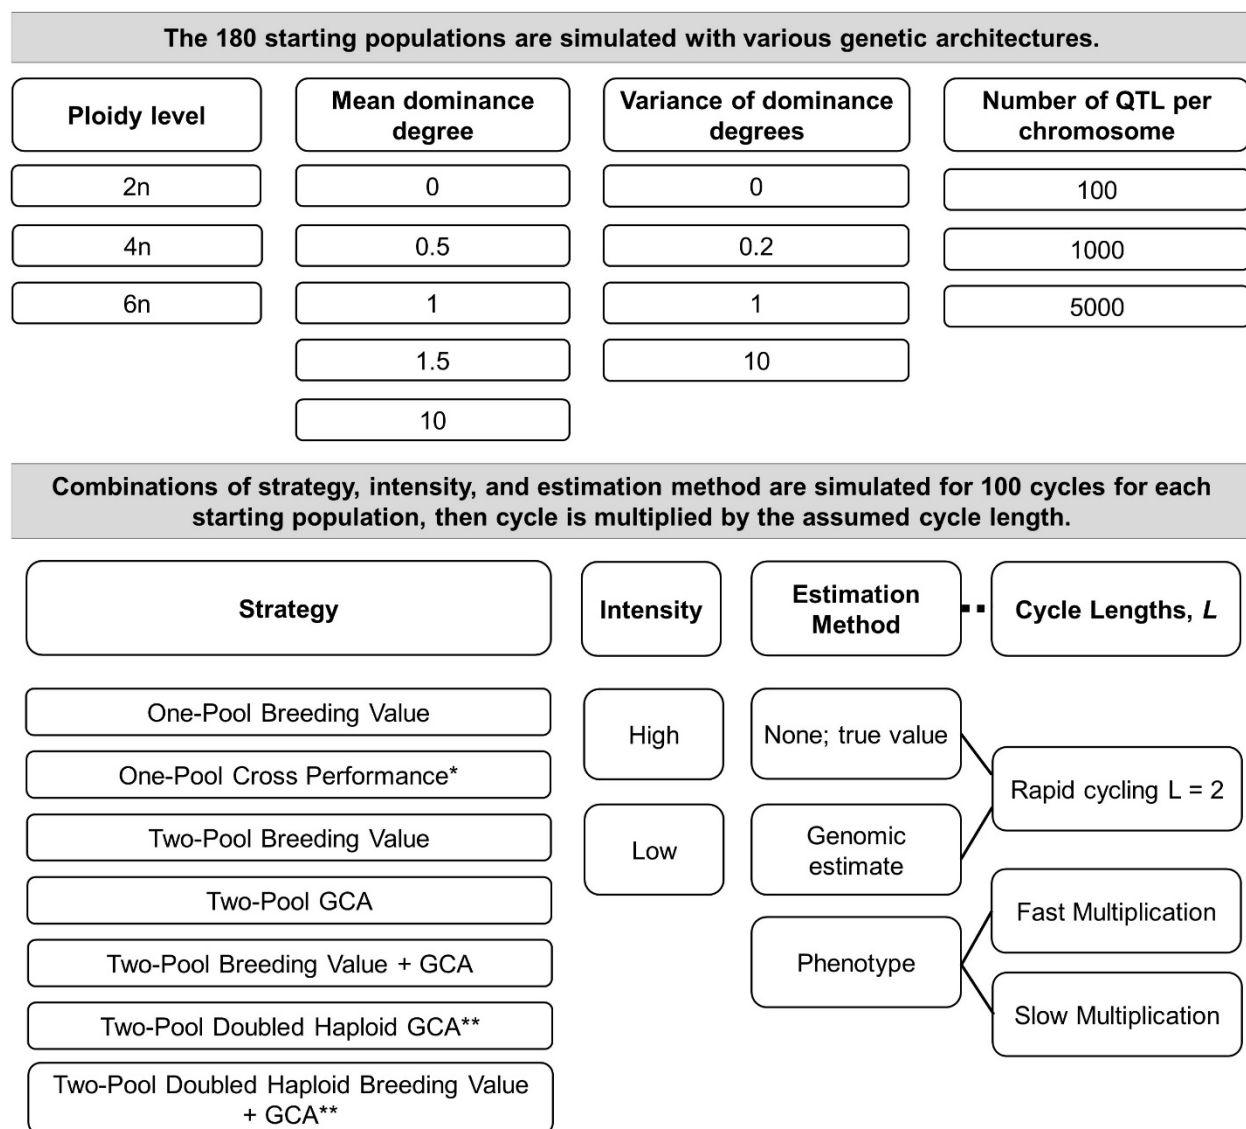 The 180 starting populations are simulated with various genetic architectures.
Ploidy level
2n
4n
6n
Mean dominance
degree
0
0.5
1
1.5
10
Variance of dominance
degrees
0
0.2
1
10
Number of QTL per
chromosome
100
1000
5000
Combinations of strategy, intensity, and estimation method are simulated for 100 cycles for each
starting population, then cycle is multiplied by the assumed cycle length.
Strategy
One-Pool Breeding Value
One-Pool Cross Performance*
Two-Pool Breeding Value
Two-Pool GCA
Two-Pool Breeding Value + GCA
Two-Pool Doubled Haploid GCA**
Two-Pool Doubled Haploid Breeding Value
+ GCA**
Intensity
High
Low
Estimation
Method
None; true value
Genomic
estimate
Phenotype
Cycle Lengths, L
Rapid cycling L = 2
Fast Multiplication
Slow Multiplication